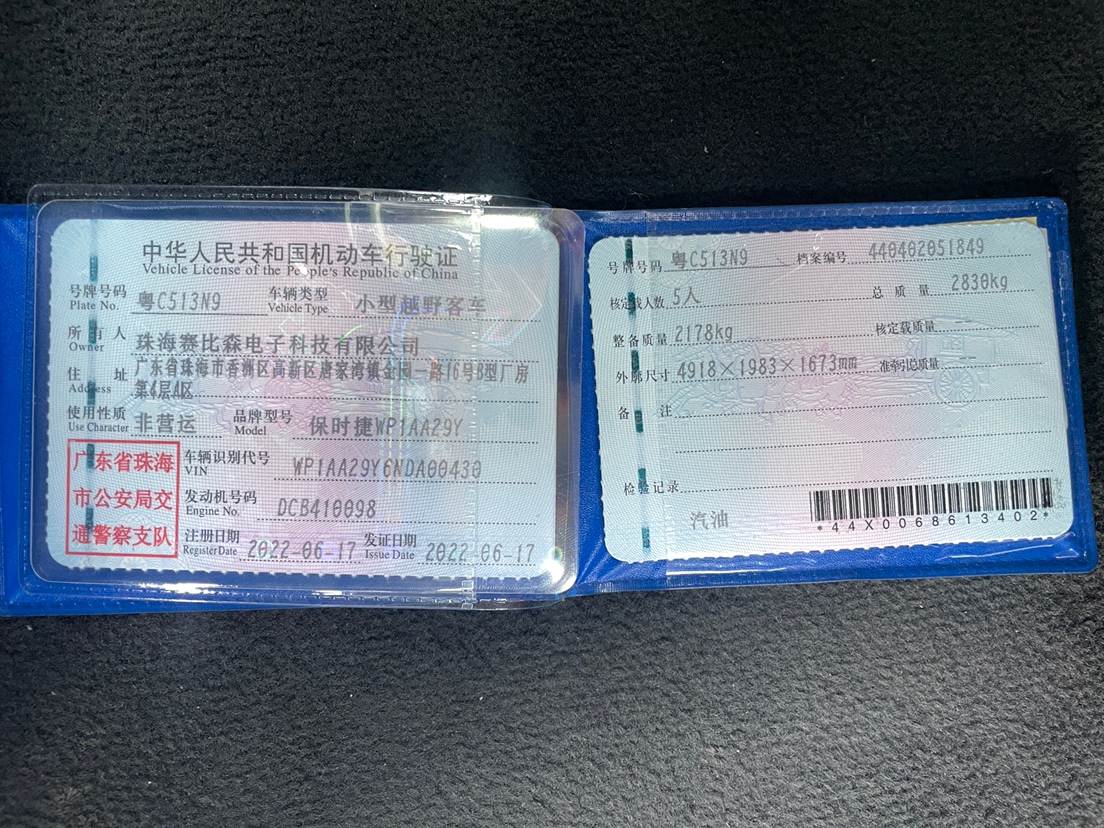 中华人民共和国机动车行驶证
Vehicle License of the People's Republic of China
号牌号码 粤C513N9 车辆类型 小型越野客车
Plate No. Vehicle Type
所有人 珠海赛比森电子科技有限公司
Owner
住址 广东省珠海市香洲区高新区唐家湾镇金园一路16号B型厂房
Address 第4层A区
使用性质 非营运 品牌型号 保时捷WP1AA29Y
Use Character Model
广东省珠海
市公安局交
通警察支队
车辆识别代号 WP1AA29Y6NDA00430
VIN
发动机号码 DCB410098
Engine No.
注册日期 2022-06-17 发证日期 2022-06-17
Register Date Issue Date
号牌号码 粤C513N9 档案编号 440402051849
核定载人数 5人 总质量 2830kg
整备质量 2178kg 核定载质量 --
外廓尺寸 4918×1983×1673mm 准牵引总质量 --
备注
检验记录
汽油
*44X0068613402*